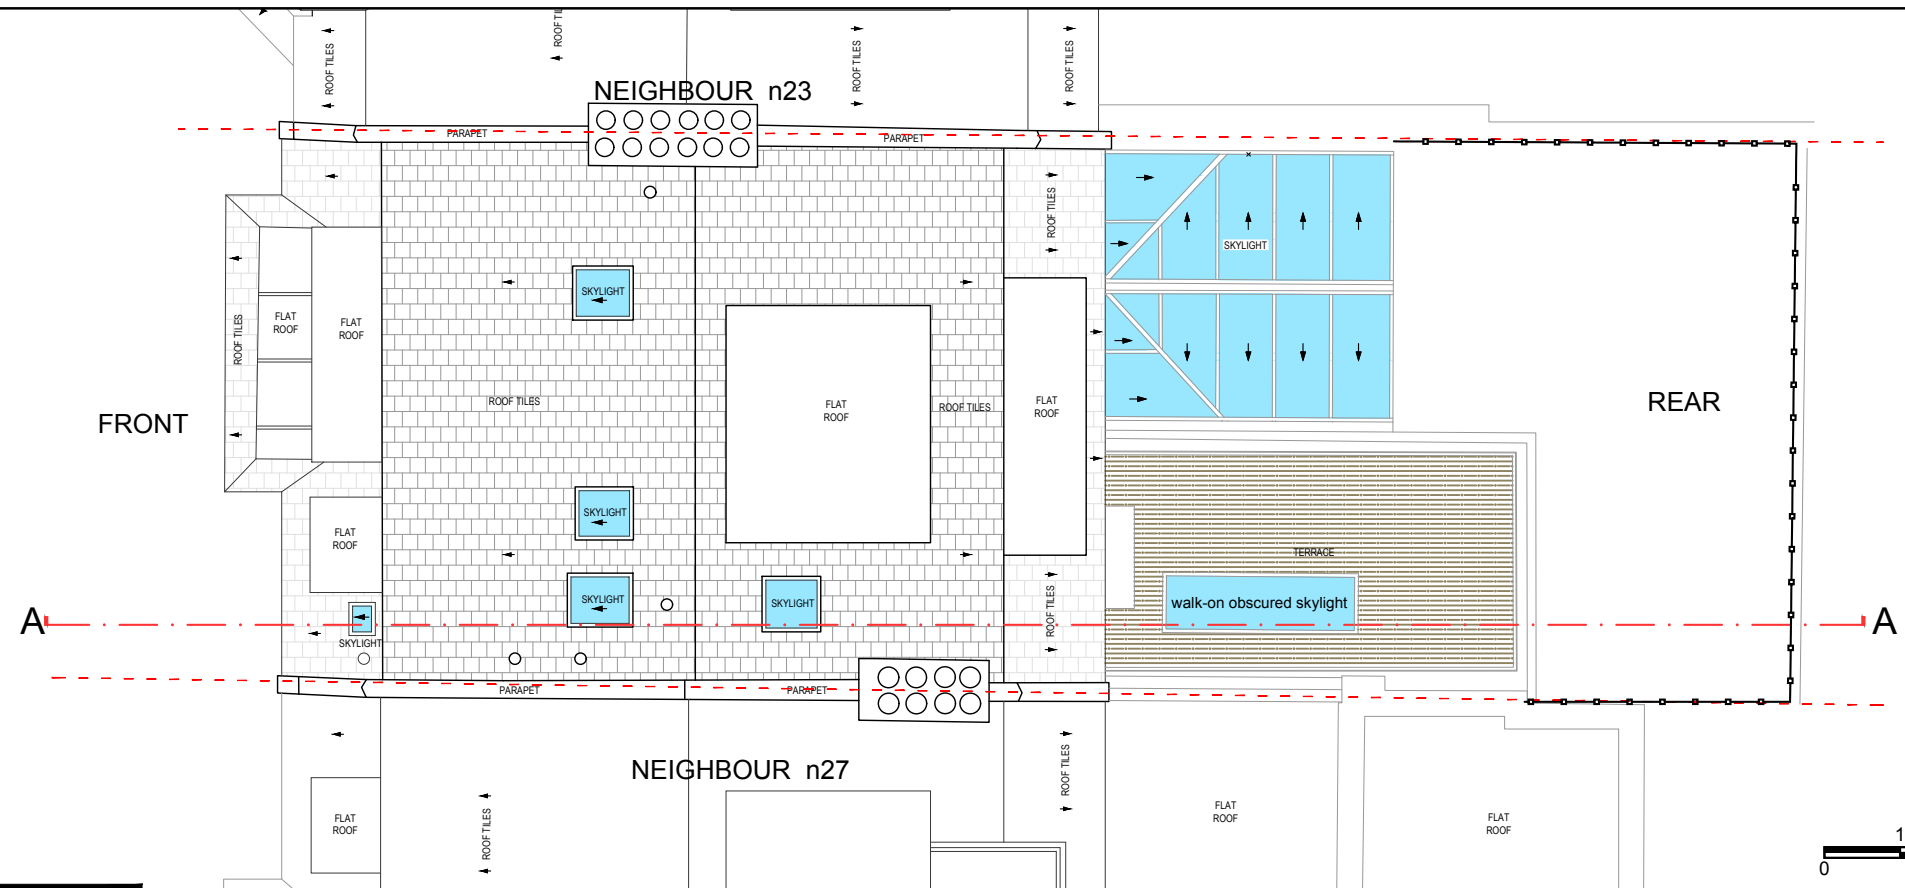 ROOF TILES
ROOF TILES
ROOF TILES
ROOF TILES
NEIGHBOUR n23
PARAPET
PARAPET
ROOF TILES
SKYLIGHT
SKYLIGHT
FLAT
ROOF
FLAT
ROOF
ROOF TILES
ROOF TILES
FLAT
ROOF
ROOF TILES
FLAT
ROOF
FRONT
REAR
SKYLIGHT
FLAT
ROOF
TERRACE
SKYLIGHT
SKYLIGHT
walk-on obscured skylight
ROOF TILES
A
A
SKYLIGHT
PARAPET
PARAPET
NEIGHBOUR n27
ROOF TILES
FLAT
ROOF
ROOF TILES
FLAT
ROOF
FLAT
ROOF
1
0